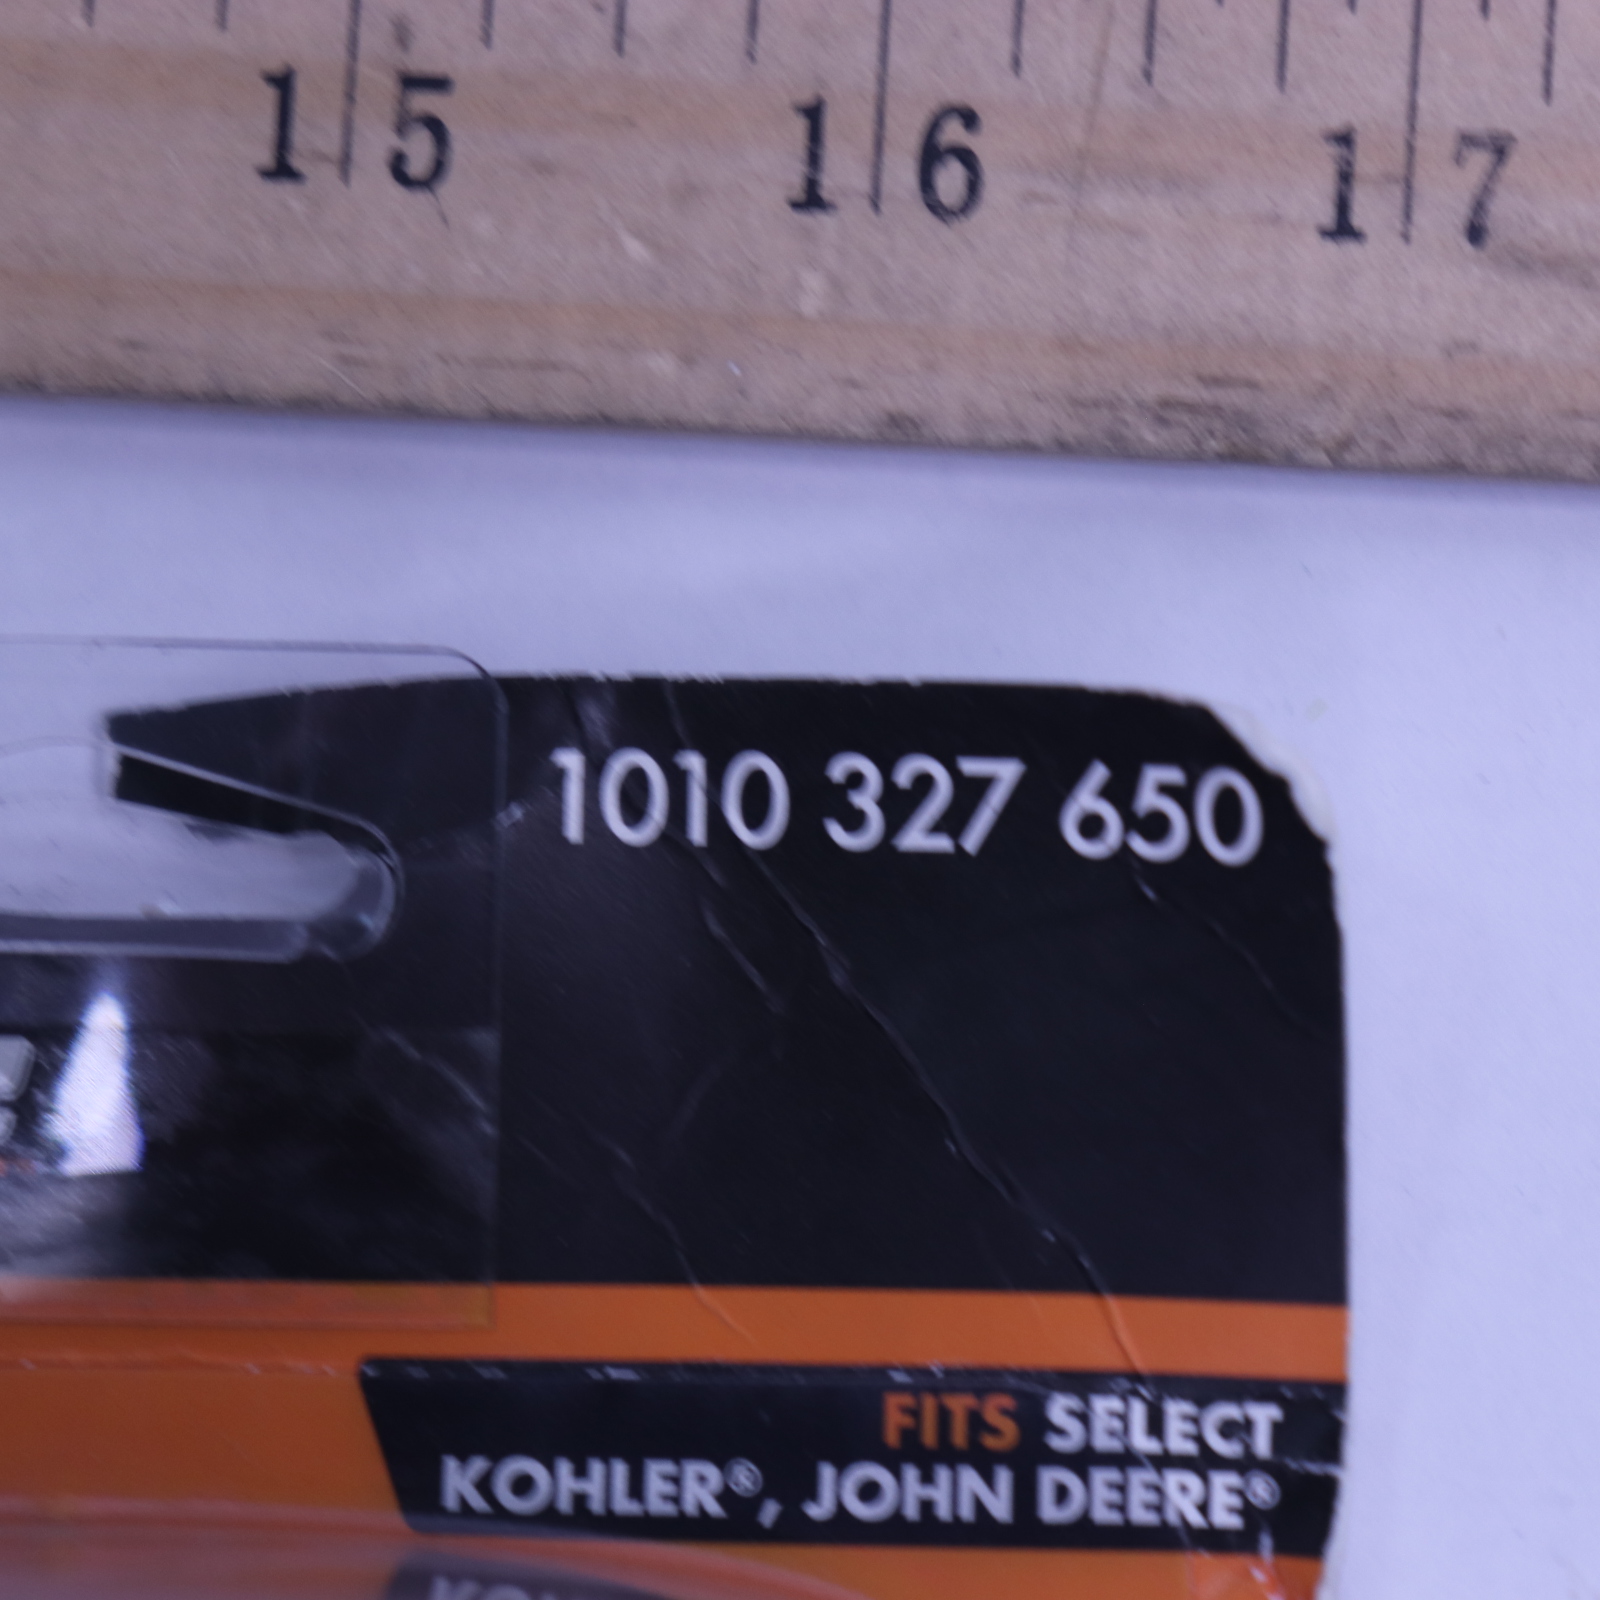 15 16 17
1010 327 650
FITS SELECT
KOHLER®, JOHN DEERE®